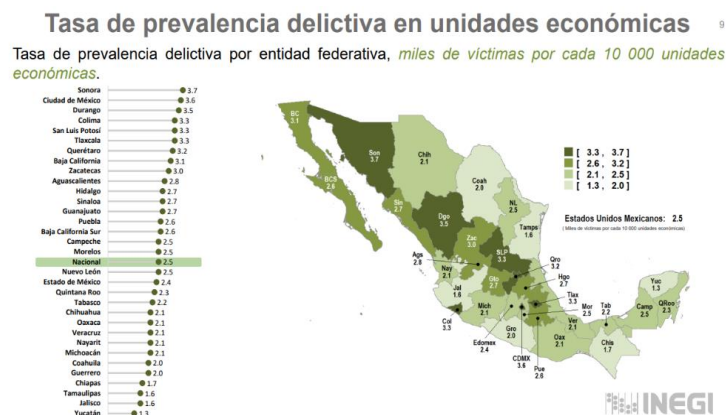 Tasa de prevalencia delictiva en unidades económicas
9
Tasa de prevalencia delictiva por entidad federativa, miles de víctimas por cada 10 000 unidades
económicas.
Sonora 3.7
Ciudad de México 3.6
Durango 3.5
Colima 3.3
San Luis Potosí 3.3
Tlaxcala 3.3
Querétaro 3.2
Baja California 3.1
Zacatecas 3.0
Aguascalientes 2.8
Hidalgo 2.7
Sinaloa 2.7
Guanajuato 2.7
Puebla 2.6
Baja California Sur 2.6
Campeche 2.5
Morelos 2.5
Nacional 2.5
Nuevo León 2.5
Estado de México 2.4
Quintana Roo 2.3
Tabasco 2.2
Chihuahua 2.1
Oaxaca 2.1
Veracruz 2.1
Nayarit 2.1
Michoacán 2.1
Coahuila 2.0
Guerrero 2.0
Chiapas 1.7
Tamaulipas 1.6
Jalisco 1.6
Yucatán 1.3
BC
3.1
Son
3.7
Chih
2.1
Coah
2.0
BCS
2.6
Sin
2.7
Dgo
3.5
NL
2.5
Tamps
1.6
Zac
3.0
SLP
3.3
Ags
2.8
Nay
2.1
Jal
1.6
Gto
2.7
Qro
3.2
Hgo
2.7
Tlax
3.3
Mor
2.5
Tab
2.2
Yuc
1.3
Camp
2.5
QRoo
2.3
Col
3.3
Mich
2.1
Edomex
2.4
Gro
2.0
CDMX
3.6
Pue
2.6
Ver
2.1
Oax
2.1
Chis
1.7
[ 3.3 , 3.7 ]
[ 2.6 , 3.2 ]
[ 2.1 , 2.5 ]
[ 1.3 , 2.0 ]
Estados Unidos Mexicanos: 2.5
( Miles de víctimas por cada 10 000 unidades económicas)
INEGI